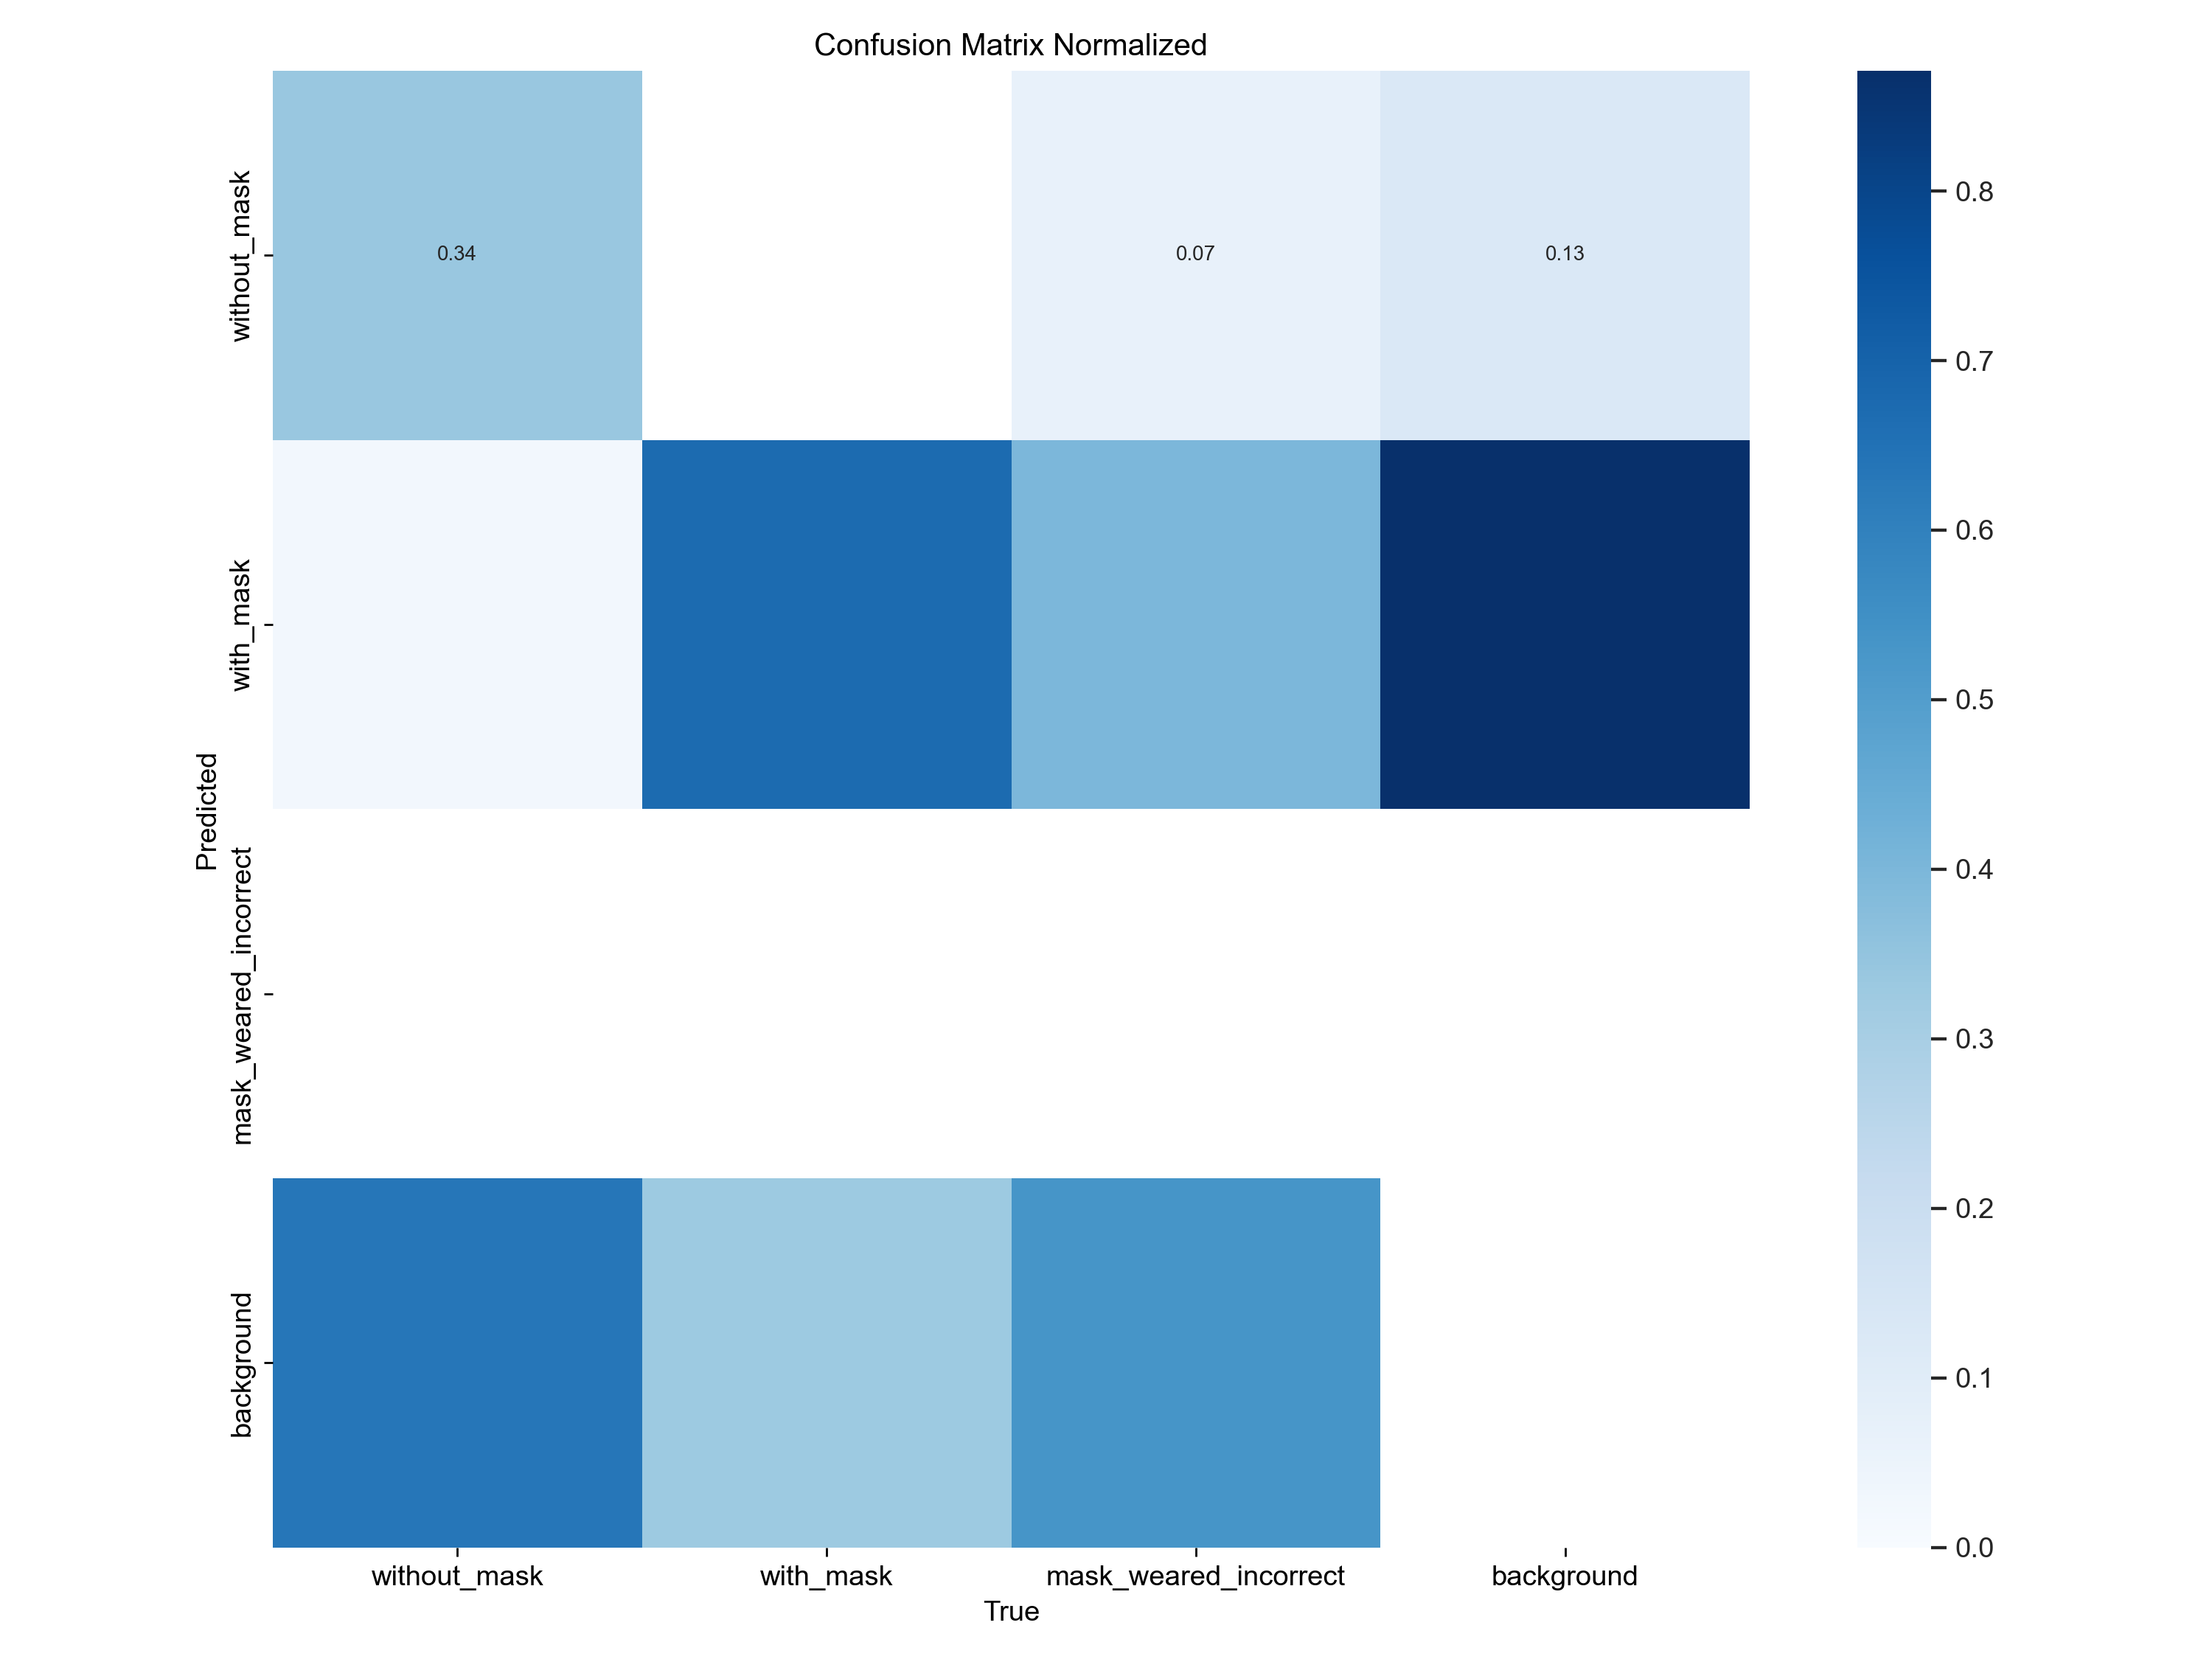 Confusion Matrix Normalized
without_mask
0.34
0.07
0.13
with_mask
mask_weared_incorrect
background
Predicted
without_mask
with_mask
mask_weared_incorrect
background
True
0.8
0.7
0.6
0.5
0.4
0.3
0.2
0.1
0.0